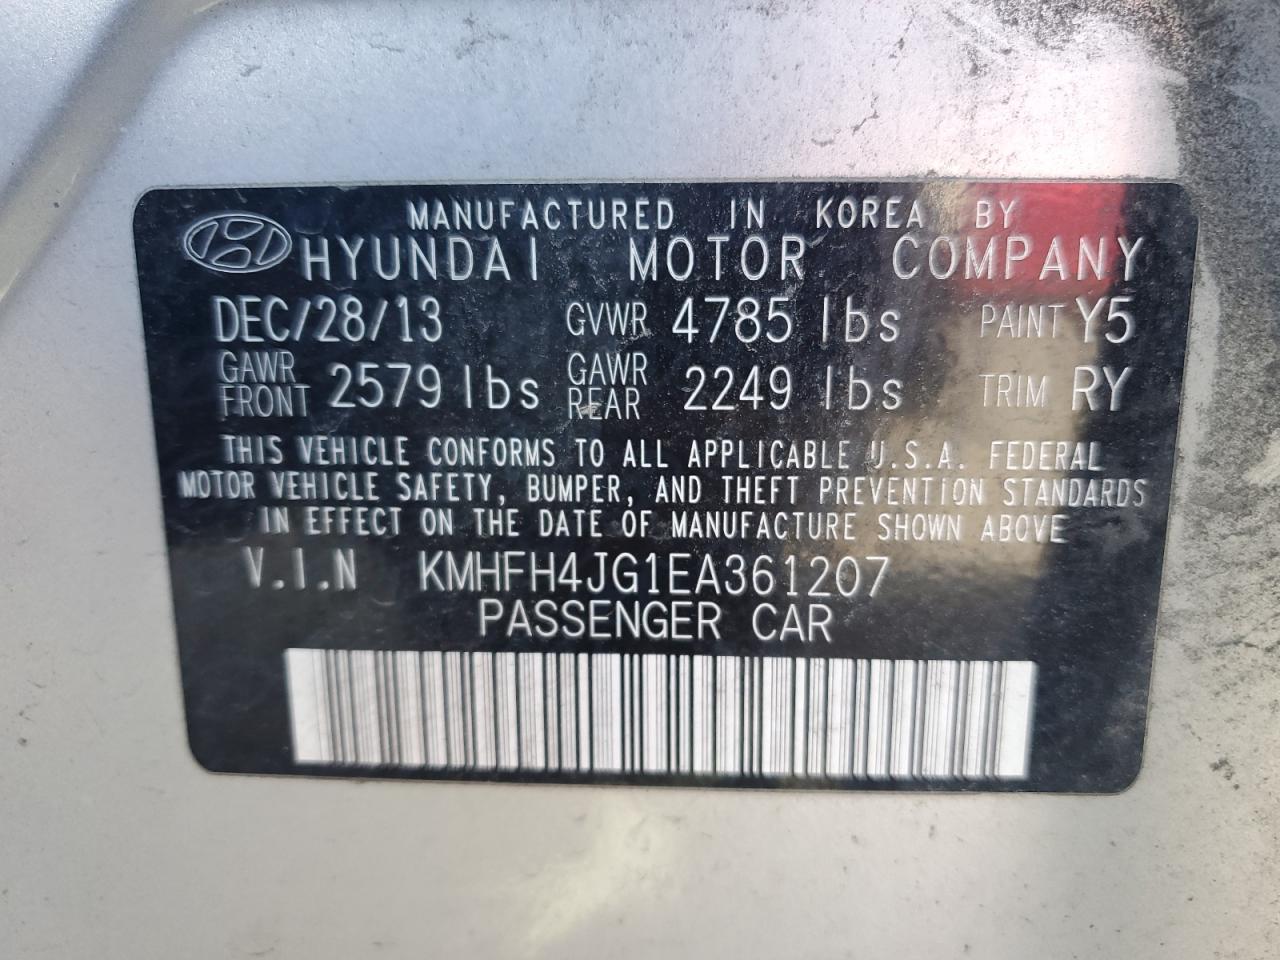 MANUFACTURED IN KOREA BY
HYUNDAI MOTOR COMPANY
DEC/28/13 GVWR 4785 lbs PAINT Y5
GAWR FRONT 2579 lbs GAWR REAR 2249 lbs TRIM RY
THIS VEHICLE CONFORMS TO ALL APPLICABLE U.S.A. FEDERAL
MOTOR VEHICLE SAFETY, BUMPER, AND THEFT PREVENTION STANDARDS
IN EFFECT ON THE DATE OF MANUFACTURE SHOWN ABOVE
V.I.N KMHFH4JG1EA361207
PASSENGER CAR